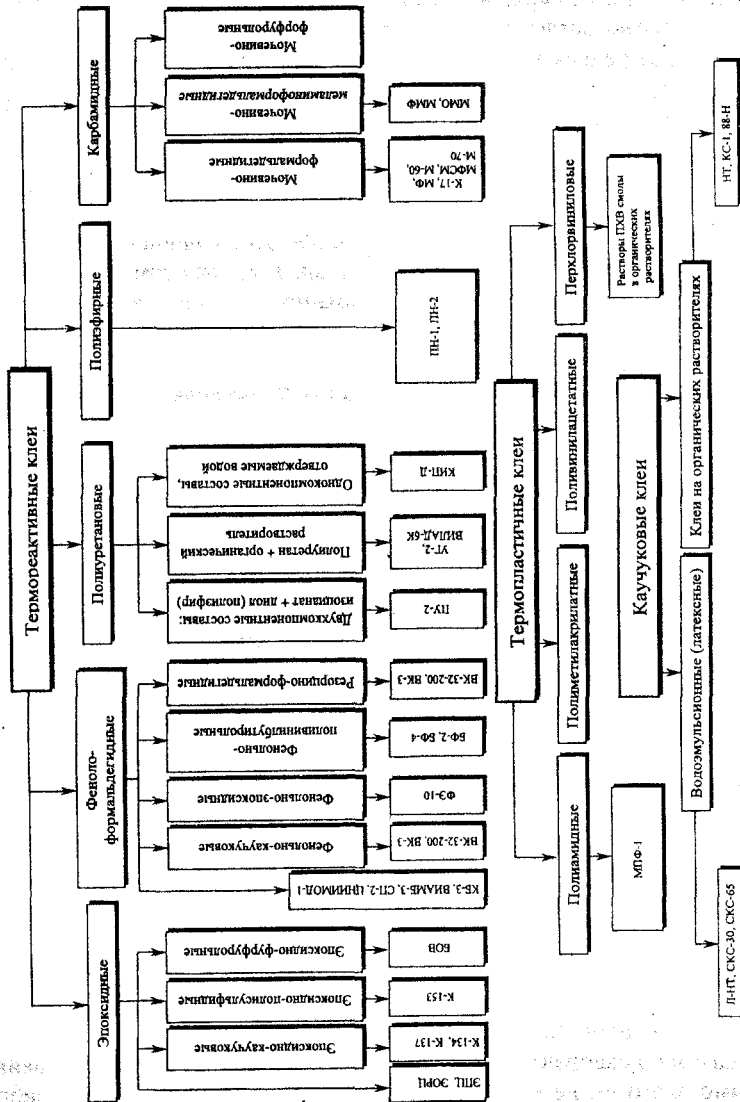 Термореактивные клеи
Эпоксидные
Феноло-
формальдегидные
Полиуретановые
Полиэфирные
Карбамидные
Эпоксидно-каучуковые
Эпоксидно-полисульфидные
Эпоксидно-фурфурольные
ЭПЦ, ЭОРЦ
К-134, К-137
К-153
БОВ
Фенольно-каучуковые
Фенольно-эпоксидные
Фенольно-
поливинилбутиротьные
Резорцино-формальдегидные
КБ-3, ВИАМБ-3, СП-2, ЦНИИМОД-1
ВК-32-200, ВК-3
ФЭ-10
БФ-2, БФ-4
ВК-32-200, ВК-3
Двухкомпонентные составы:
изоцианат + диол (полиэфир)
Полиуретан + органический
растворитель
Однокомпонентные составы,
отверждаемые водой
ПУ-2
УГ-2,
ВИЛАД-6К
КИП-Д
ПН-1, ПН-2
Мочевино-
формальдегидные
Мочевино-
меламиноформальдегидные
Мочевино-
форфурольные
К-17, МФ,
МФСМ, М-60,
М-70
ММО, ММФ
Термопластичные клеи
Полиамидные
Полиметилакрилатные
Поливинилацетатные
Перхлорвиниловые
МПФ-1
Растворы ПХВ смолы
в органических
растворителях
Каучуковые клеи
Водоэмульсионные (латексные)
Клеи на органических растворителях
Л-НТ, СКС-30, СКС-65
НТ, КС-1, 88-Н